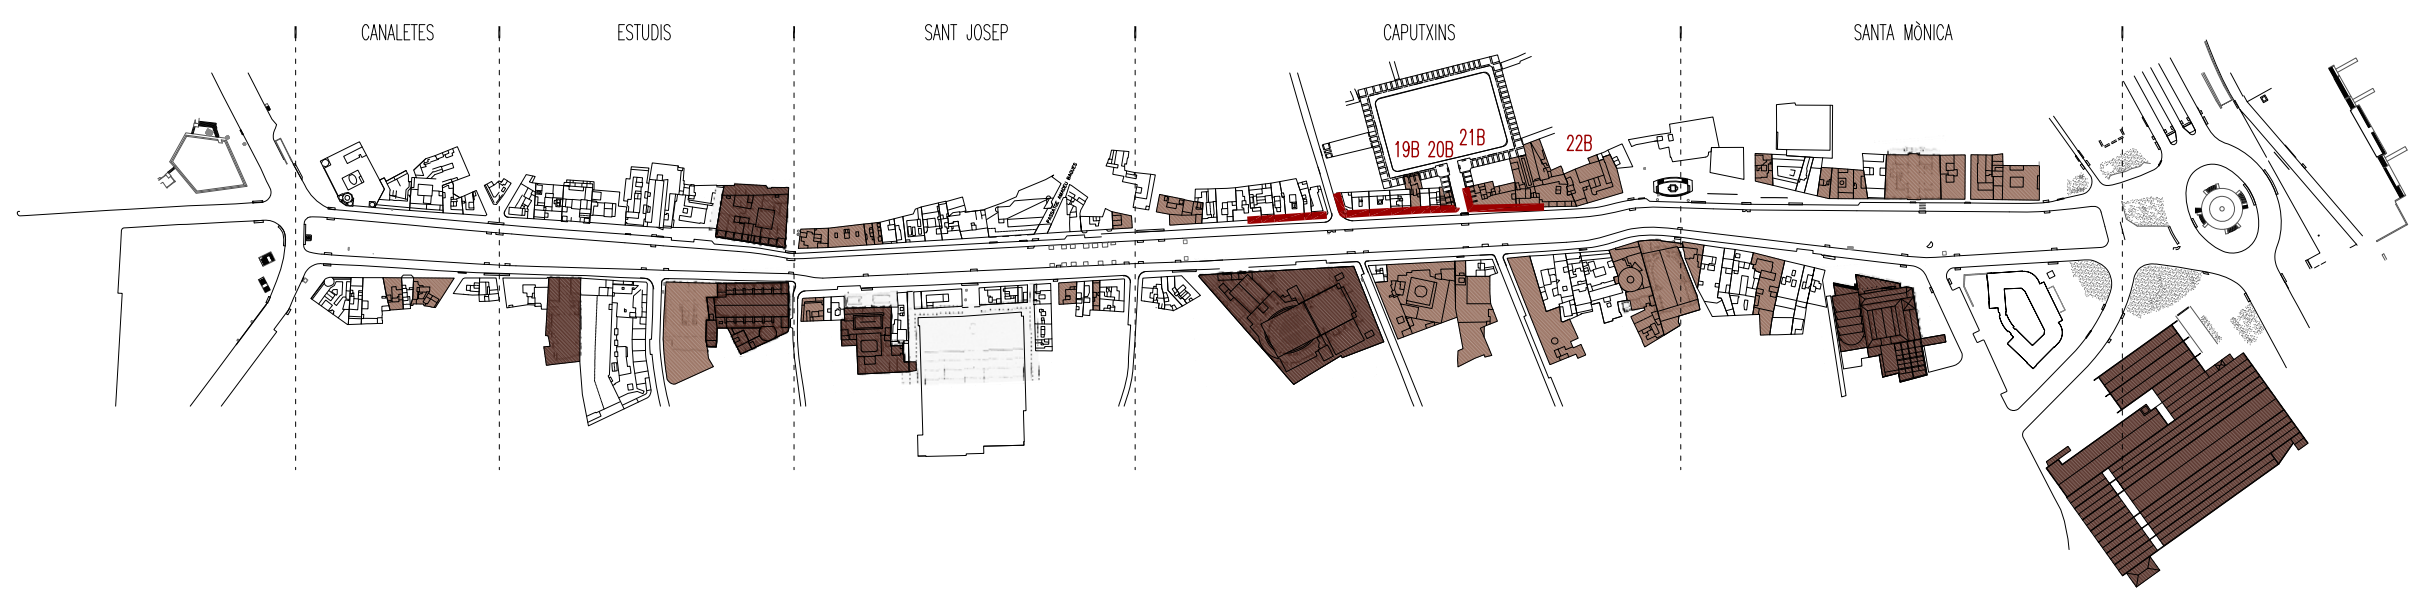 CANALETES
ESTUDIS
SANT JOSEP
CAPUTXINS
SANTA MÒNICA
19B
20B
21B
22B